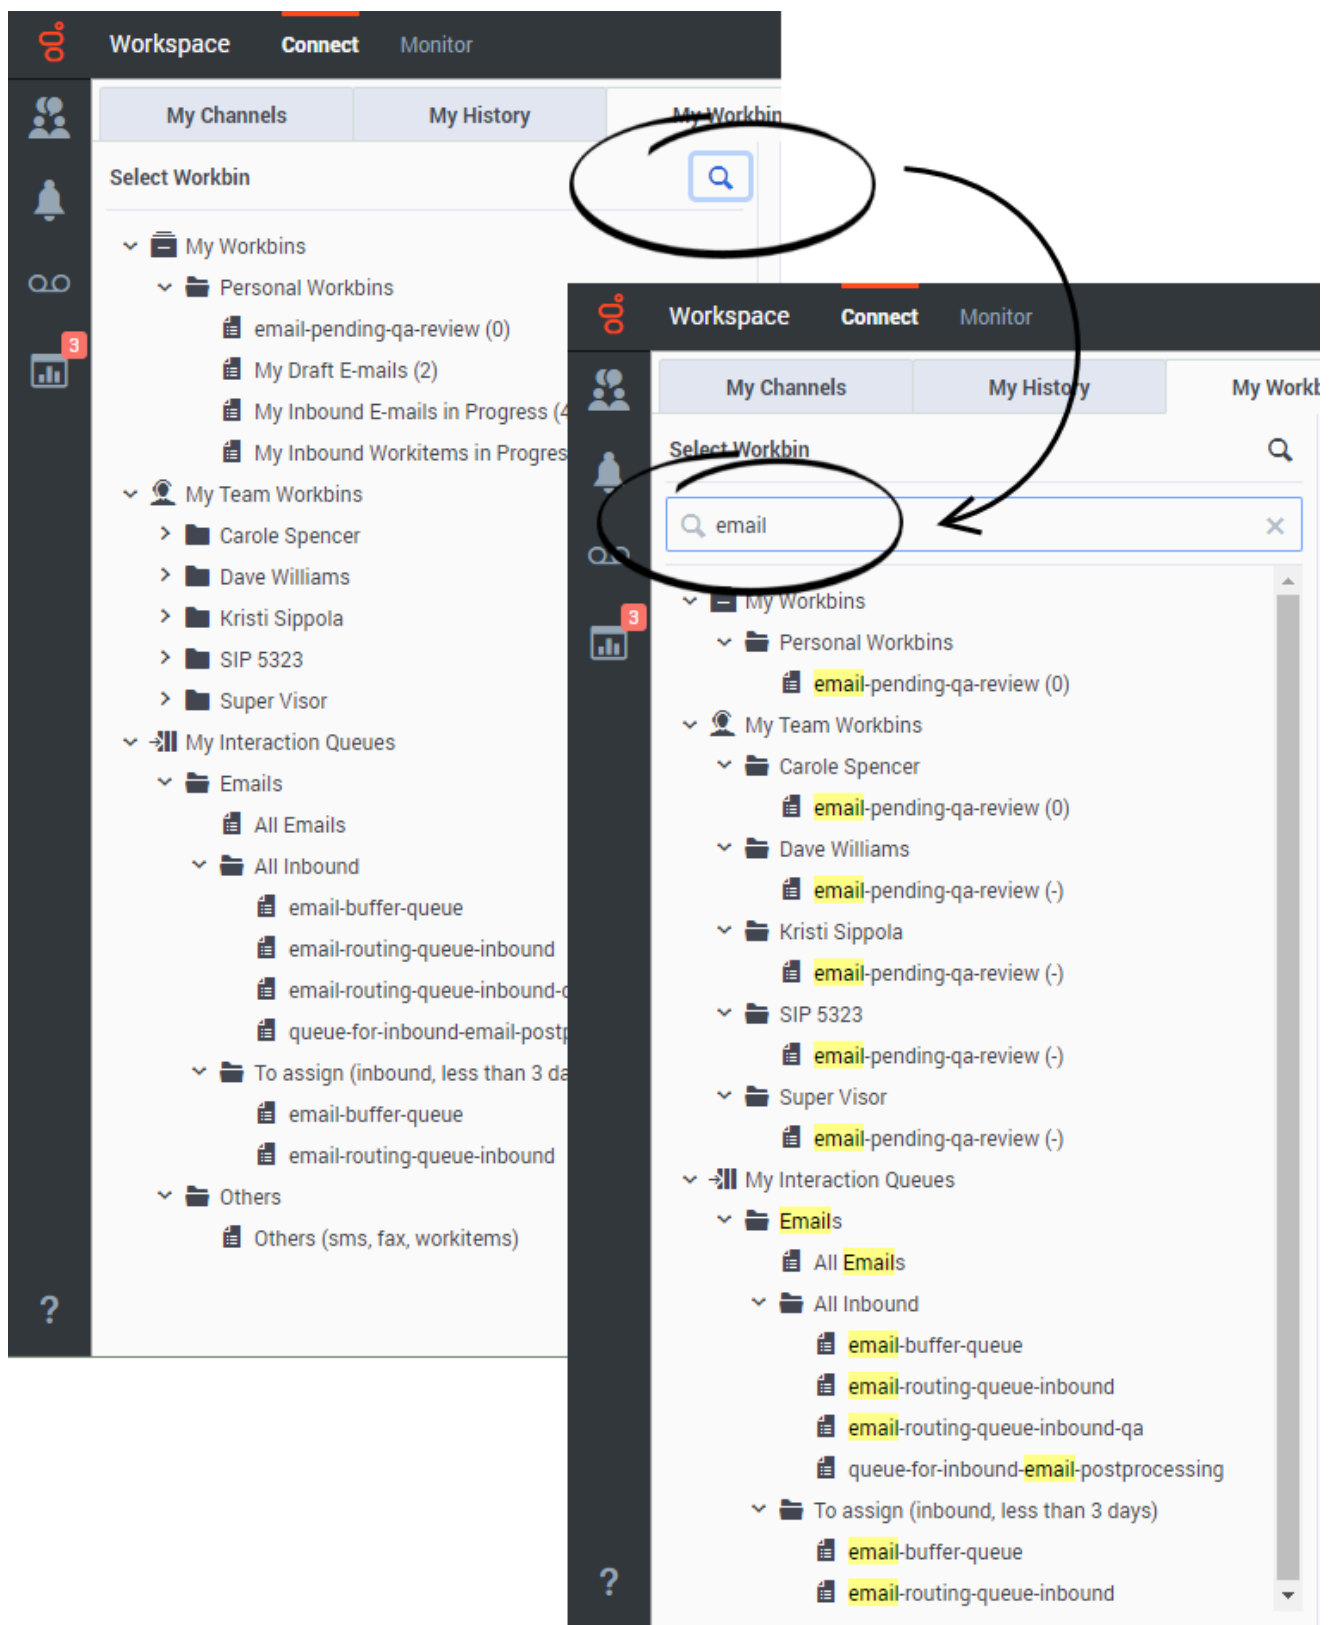 Workspace Connect Monitor
My Channels My History My Workbin
Select Workbin
My Workbins
Personal Workbins
email-pending-qa-review (0)
My Draft E-mails (2)
My Inbound E-mails in Progress (4
My Inbound Workitems in Progres
3
My Team Workbins
Carole Spencer
Dave Williams
Kristi Sippola
SIP 5323
Super Visor
My Interaction Queues
Emails
All Emails
All Inbound
email-buffer-queue
email-routing-queue-inbound
email-routing-queue-inbound-
queue-for-inbound-email-postp
To assign (inbound, less than 3 da
email-buffer-queue
email-routing-queue-inbound
Others
Others (sms, fax, workitems)
?
Workspace Connect Monitor
My Channels My History My Workb
Select Workbin
email
3
My Workbins
Personal Workbins
email-pending-qa-review (0)
My Team Workbins
Carole Spencer
email-pending-qa-review (0)
Dave Williams
email-pending-qa-review (-)
Kristi Sippola
email-pending-qa-review (-)
SIP 5323
email-pending-qa-review (-)
Super Visor
email-pending-qa-review (-)
My Interaction Queues
Emails
All Emails
All Inbound
email-buffer-queue
email-routing-queue-inbound
email-routing-queue-inbound-qa
queue-for-inbound-email-postprocessing
To assign (inbound, less than 3 days)
email-buffer-queue
email-routing-queue-inbound
?